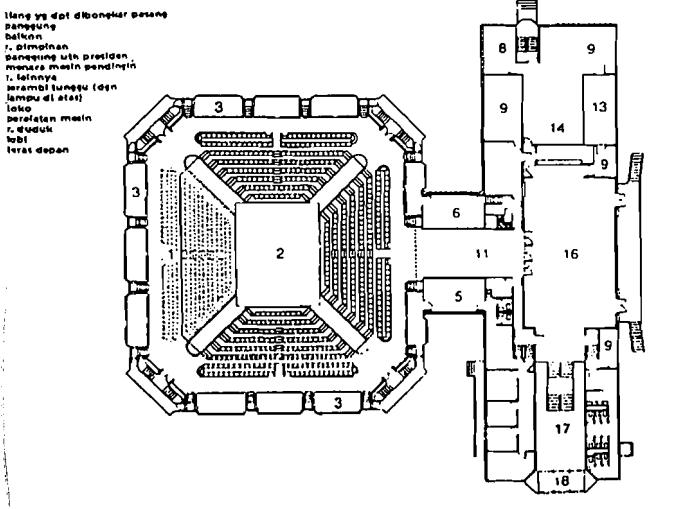 yg dpt dibongkar pasang
panggung
balkon
r. pimpinan
panggung utk presiden
menara mesin pendingin
r. lainnya
serambi tunggu (dgn
lampu di atas)
toko
peralatan mesin
r. duduk
lobi
teras depan
3
8
9
9
13
14
9
3
6
1
2
11
16
5
9
3
17
18